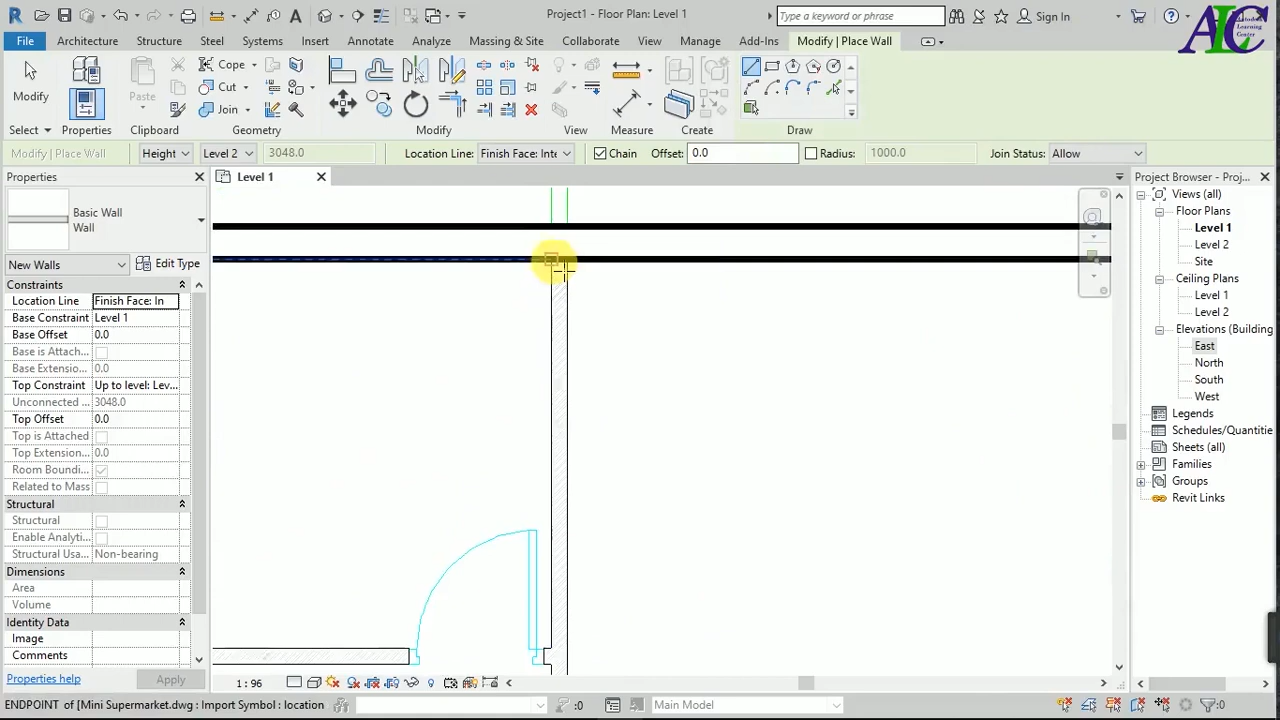 Project1 - Floor Plan: Level 1
Type a keyword or phrase
Sign In
ALC
Autodesk
Learning
Center
File
Architecture
Structure
Steel
Systems
Insert
Annotate
Analyze
Massing & Site
Collaborate
View
Manage
Add-Ins
Modify | Place Wall
Modify
Paste
Cope
Cut
Join
Select
Properties
Clipboard
Geometry
Modify
View
Measure
Create
Draw
Modify | Place Wall
Height
Level 2
3048.0
Location Line:
Finish Face: Inte
Chain
Offset:
0.0
Radius:
1000.0
Join Status:
Allow
Properties
Level 1
Project Browser - Proj...
Basic Wall
Wall
New Walls
Edit Type
Constraints
Location Line
Finish Face: In
Base Constraint
Level 1
Base Offset
0.0
Base is Attach...
Base Extensio...
0.0
Top Constraint
Up to level: Lev...
Unconnected ...
3048.0
Top Offset
0.0
Top is Attached
Top Extension...
0.0
Room Boundi...
Related to Mass
Structural
Structural
Enable Analyti...
Structural Usa...
Non-bearing
Dimensions
Area
Volume
Identity Data
Image
Comments
Properties help
Apply
Views (all)
Floor Plans
Level 1
Level 2
Site
Ceiling Plans
Level 1
Level 2
Elevations (Building
East
North
South
West
Legends
Schedules/Quantitie
Sheets (all)
Families
Groups
Revit Links
1 : 96
ENDPOINT of [Mini Supermarket.dwg : Import Symbol : location
:0
Main Model
:0